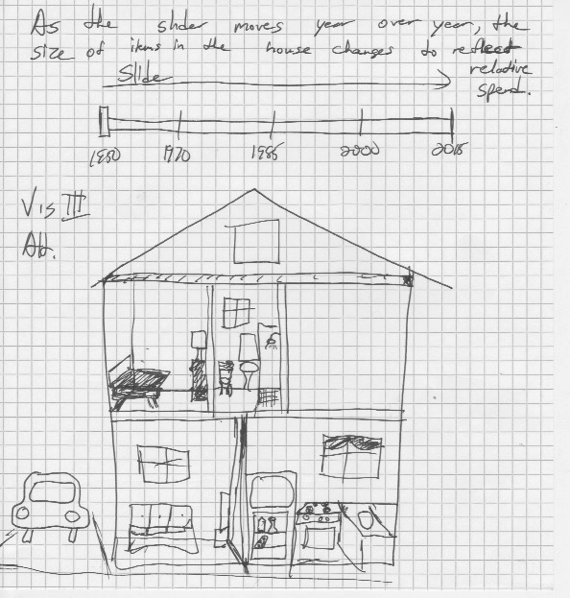 As the slider moves year over year, the
size of items in the house changes to reflect
relative
spend.
Slider
1950 1970 1985 2000 2015
Vis III
Alt.